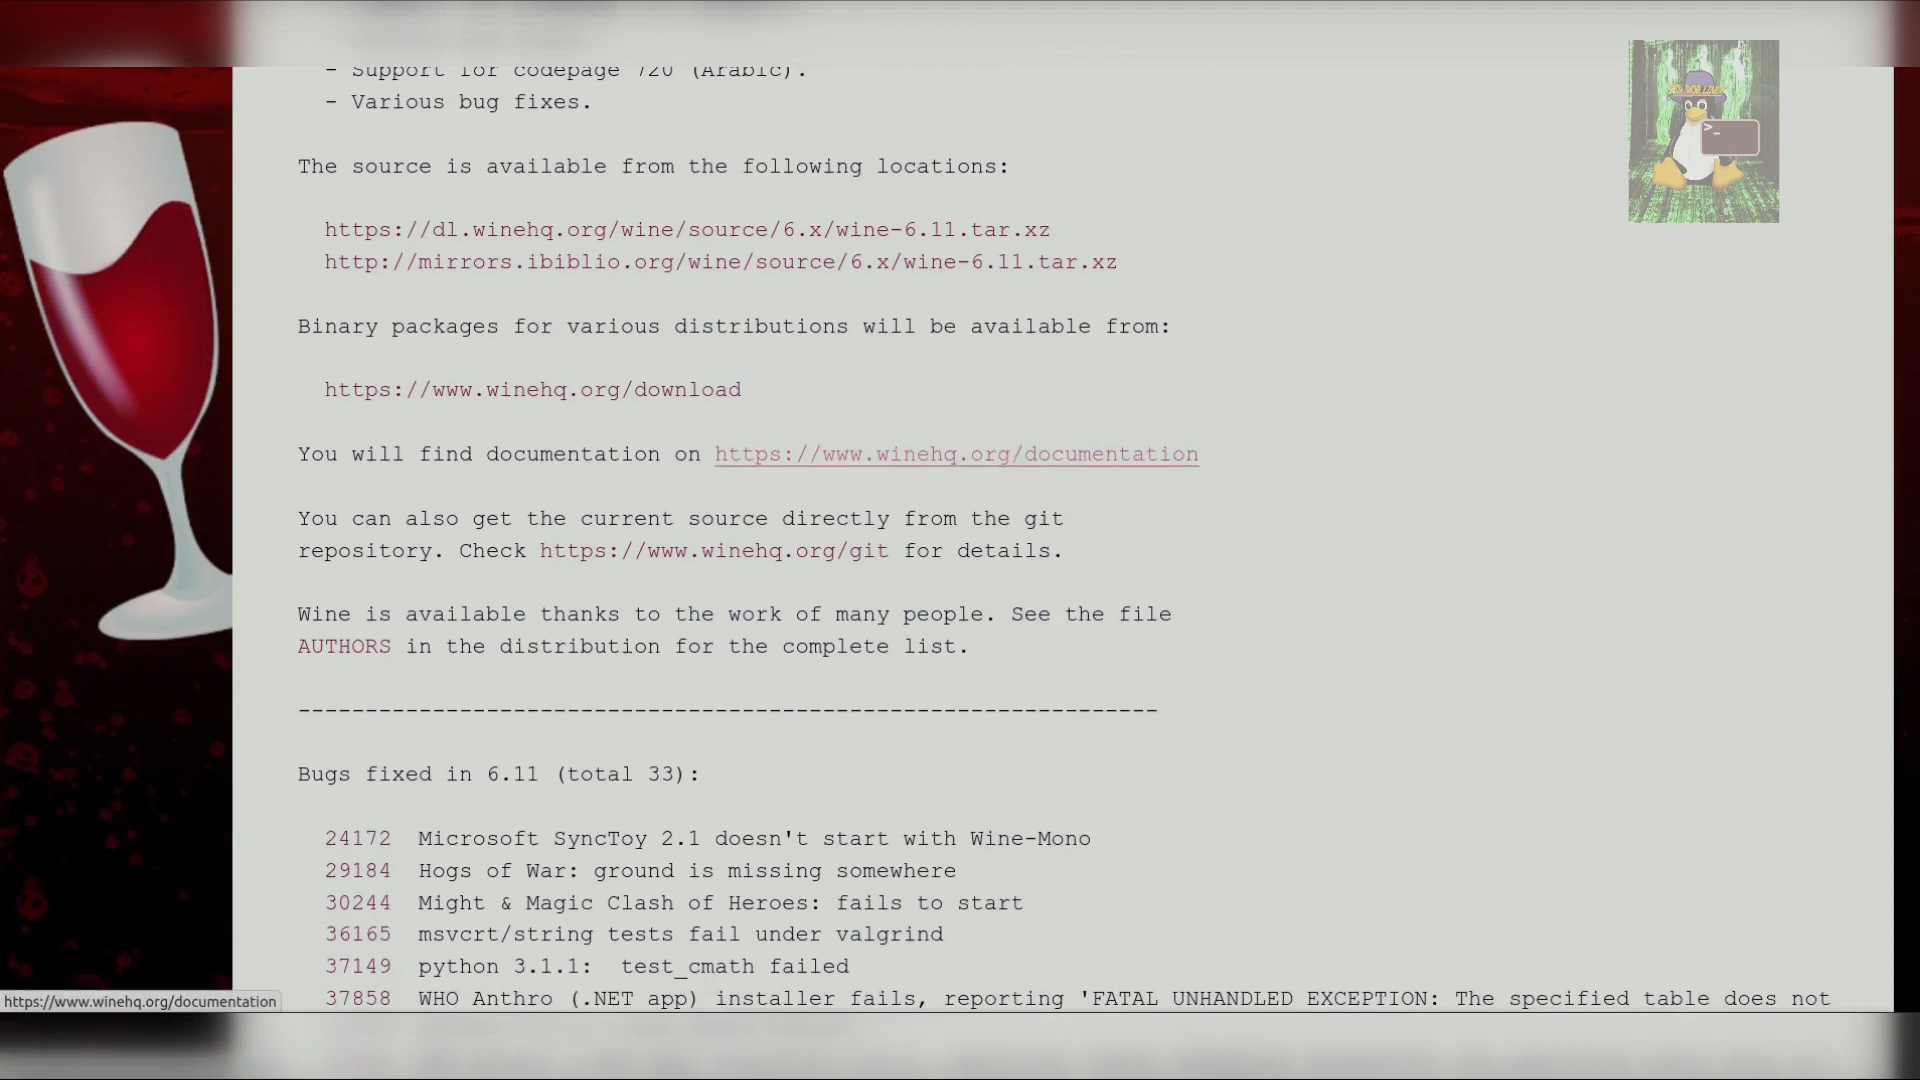 - Support for codepage 720 (Arabic).
- Various bug fixes.
The source is available from the following locations:
https://dl.winehq.org/wine/source/6.x/wine-6.11.tar.xz
http://mirrors.ibiblio.org/wine/source/6.x/wine-6.11.tar.xz
Binary packages for various distributions will be available from:
https://www.winehq.org/download
You will find documentation on https://www.winehq.org/documentation
You can also get the current source directly from the git
repository. Check https://www.winehq.org/git for details.
Wine is available thanks to the work of many people. See the file
AUTHORS in the distribution for the complete list.
----------------------------------------------------------------
Bugs fixed in 6.11 (total 33):
24172 Microsoft SyncToy 2.1 doesn't start with Wine-Mono
29184 Hogs of War: ground is missing somewhere
30244 Might & Magic Clash of Heroes: fails to start
36165 msvcrt/string tests fail under valgrind
37149 python 3.1.1: test_cmath failed
37858 WHO Anthro (.NET app) installer fails, reporting 'FATAL UNHANDLED EXCEPTION: The specified table does not
https://www.winehq.org/documentation